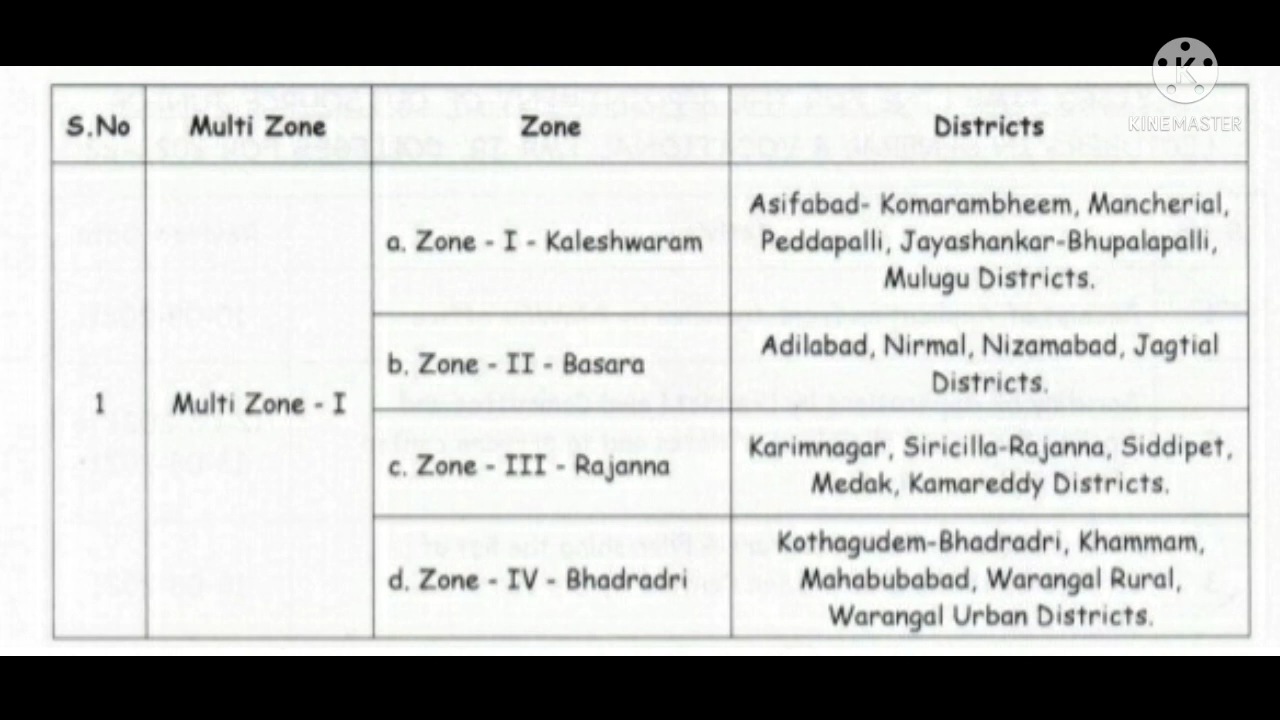 KINEMASTER
S.No Multi Zone Zone Districts
1 Multi Zone - I
a. Zone - I - Kaleshwaram
Asifabad- Komarambheem, Mancherial,
Peddapalli, Jayashankar-Bhupalapalli,
Mulugu Districts.
b. Zone - II - Basara
Adilabad, Nirmal, Nizamabad, Jagtial
Districts.
c. Zone - III - Rajanna
Karimnagar, Siricilla-Rajanna, Siddipet,
Medak, Kamareddy Districts.
d. Zone - IV - Bhadradri
Kothagudem-Bhadradri, Khammam,
Mahabubabad, Warangal Rural,
Warangal Urban Districts.